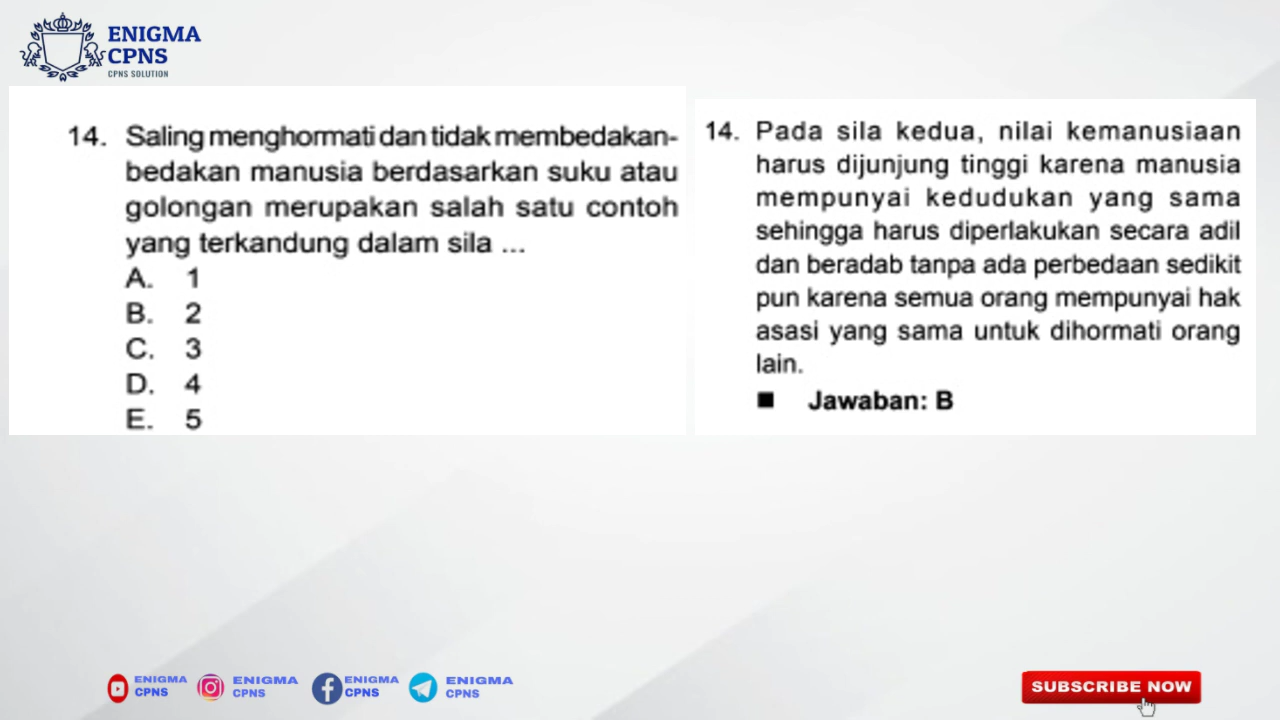 ENIGMA
CPNS
CPNS SOLUTION
14. Saling menghormati dan tidak membedakan-
bedakan manusia berdasarkan suku atau
golongan merupakan salah satu contoh
yang terkandung dalam sila ...
A. 1
B. 2
C. 3
D. 4
E. 5
14. Pada sila kedua, nilai kemanusiaan
harus dijunjung tinggi karena manusia
mempunyai kedudukan yang sama
sehingga harus diperlakukan secara adil
dan beradab tanpa ada perbedaan sedikit
pun karena semua orang mempunyai hak
asasi yang sama untuk dihormati orang
lain.
■ Jawaban: B
ENIGMA
CPNS
ENIGMA
CPNS
ENIGMA
CPNS
ENIGMA
CPNS
SUBSCRIBE NOW